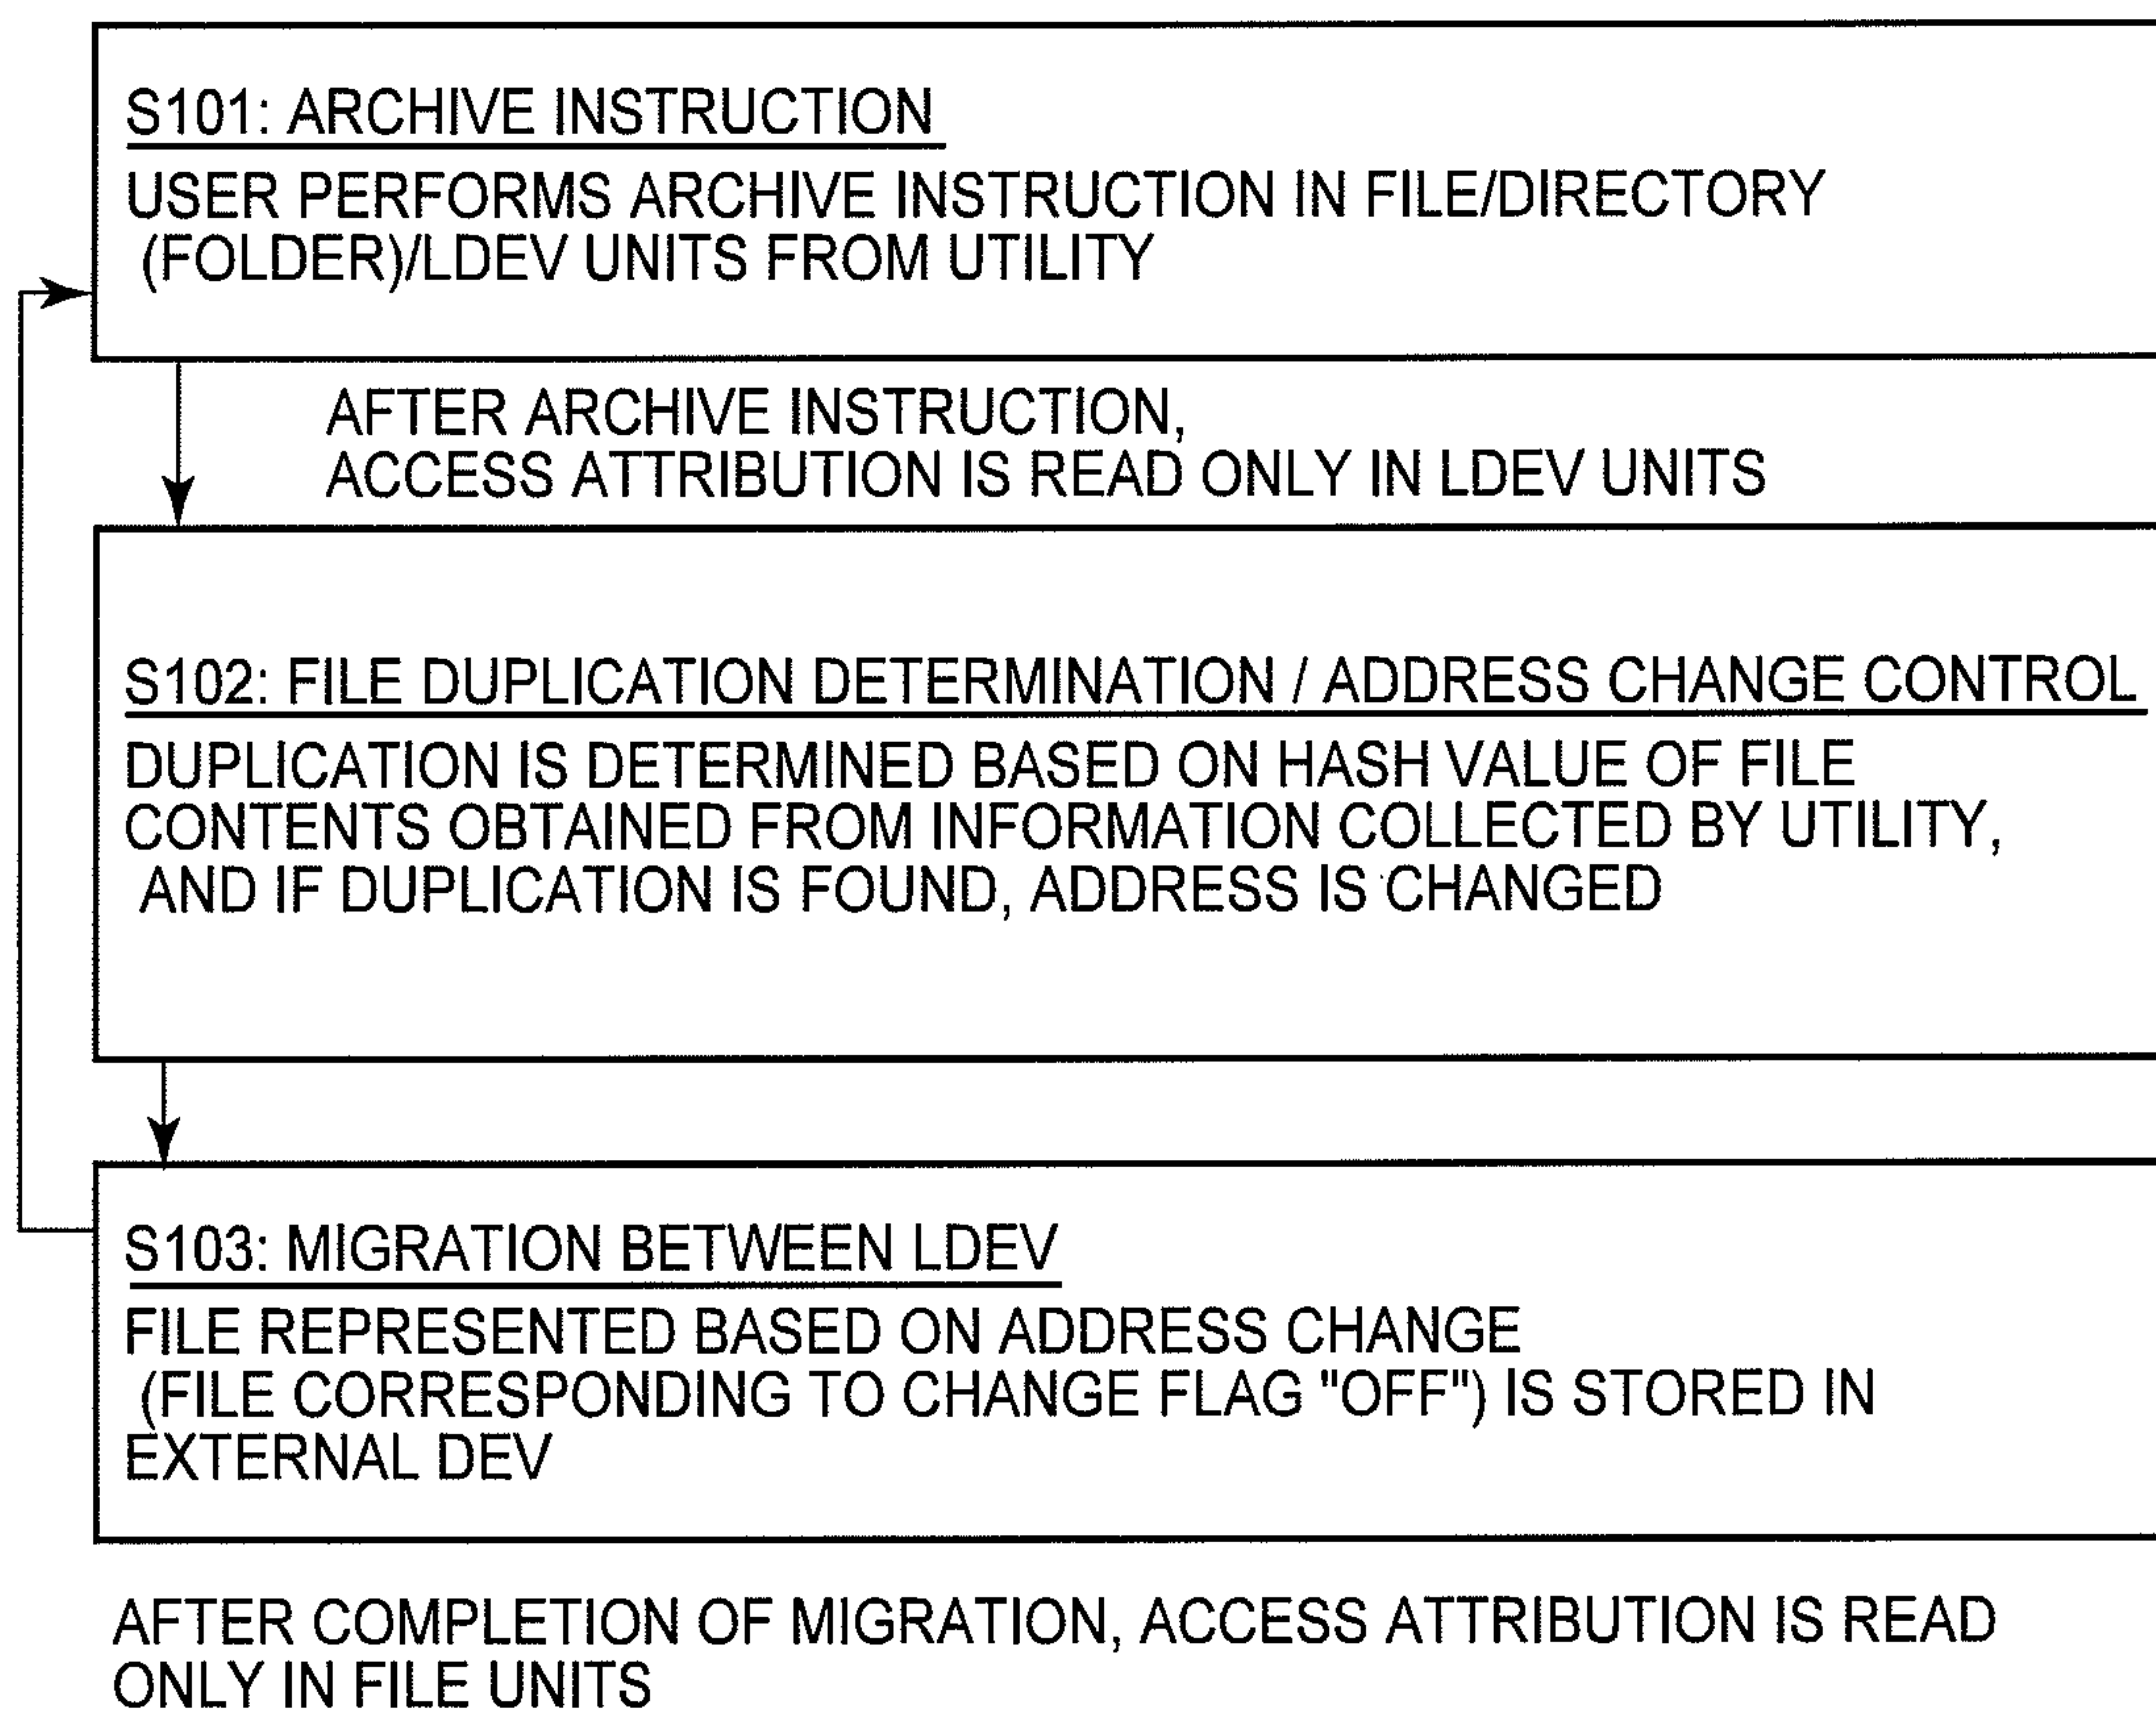 S101: ARCHIVE INSTRUCTION
USER PERFORMS ARCHIVE INSTRUCTION IN FILE/DIRECTORY
(FOLDER)/LDEV UNITS FROM UTILITY
AFTER ARCHIVE INSTRUCTION,
ACCESS ATTRIBUTION IS READ ONLY IN LDEV UNITS
S102: FILE DUPLICATION DETERMINATION / ADDRESS CHANGE CONTROL
DUPLICATION IS DETERMINED BASED ON HASH VALUE OF FILE
CONTENTS OBTAINED FROM INFORMATION COLLECTED BY UTILITY,
AND IF DUPLICATION IS FOUND, ADDRESS IS CHANGED
S103: MIGRATION BETWEEN LDEV
FILE REPRESENTED BASED ON ADDRESS CHANGE
(FILE CORRESPONDING TO CHANGE FLAG "OFF") IS STORED IN
EXTERNAL DEV
AFTER COMPLETION OF MIGRATION, ACCESS ATTRIBUTION IS READ
ONLY IN FILE UNITS